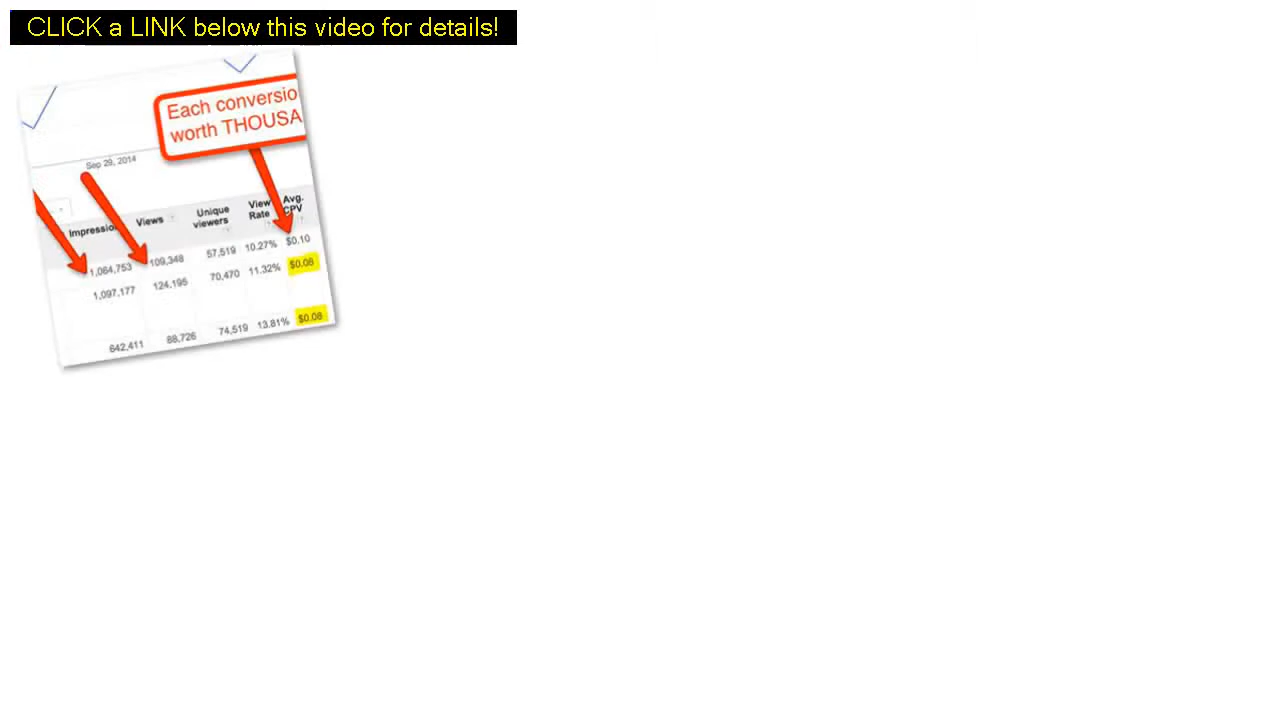 CLICK a LINK below this video for details!
Each conversio
worth THOUSA
Sep 29, 2014
Impression Views Unique viewers View Rate Avg. CPV
1,064,753 109,348 57,519 10.27% $0.10
1,097,177 124,195 70,470 11.32% $0.08
642,411 88,726 74,519 13.81% $0.08